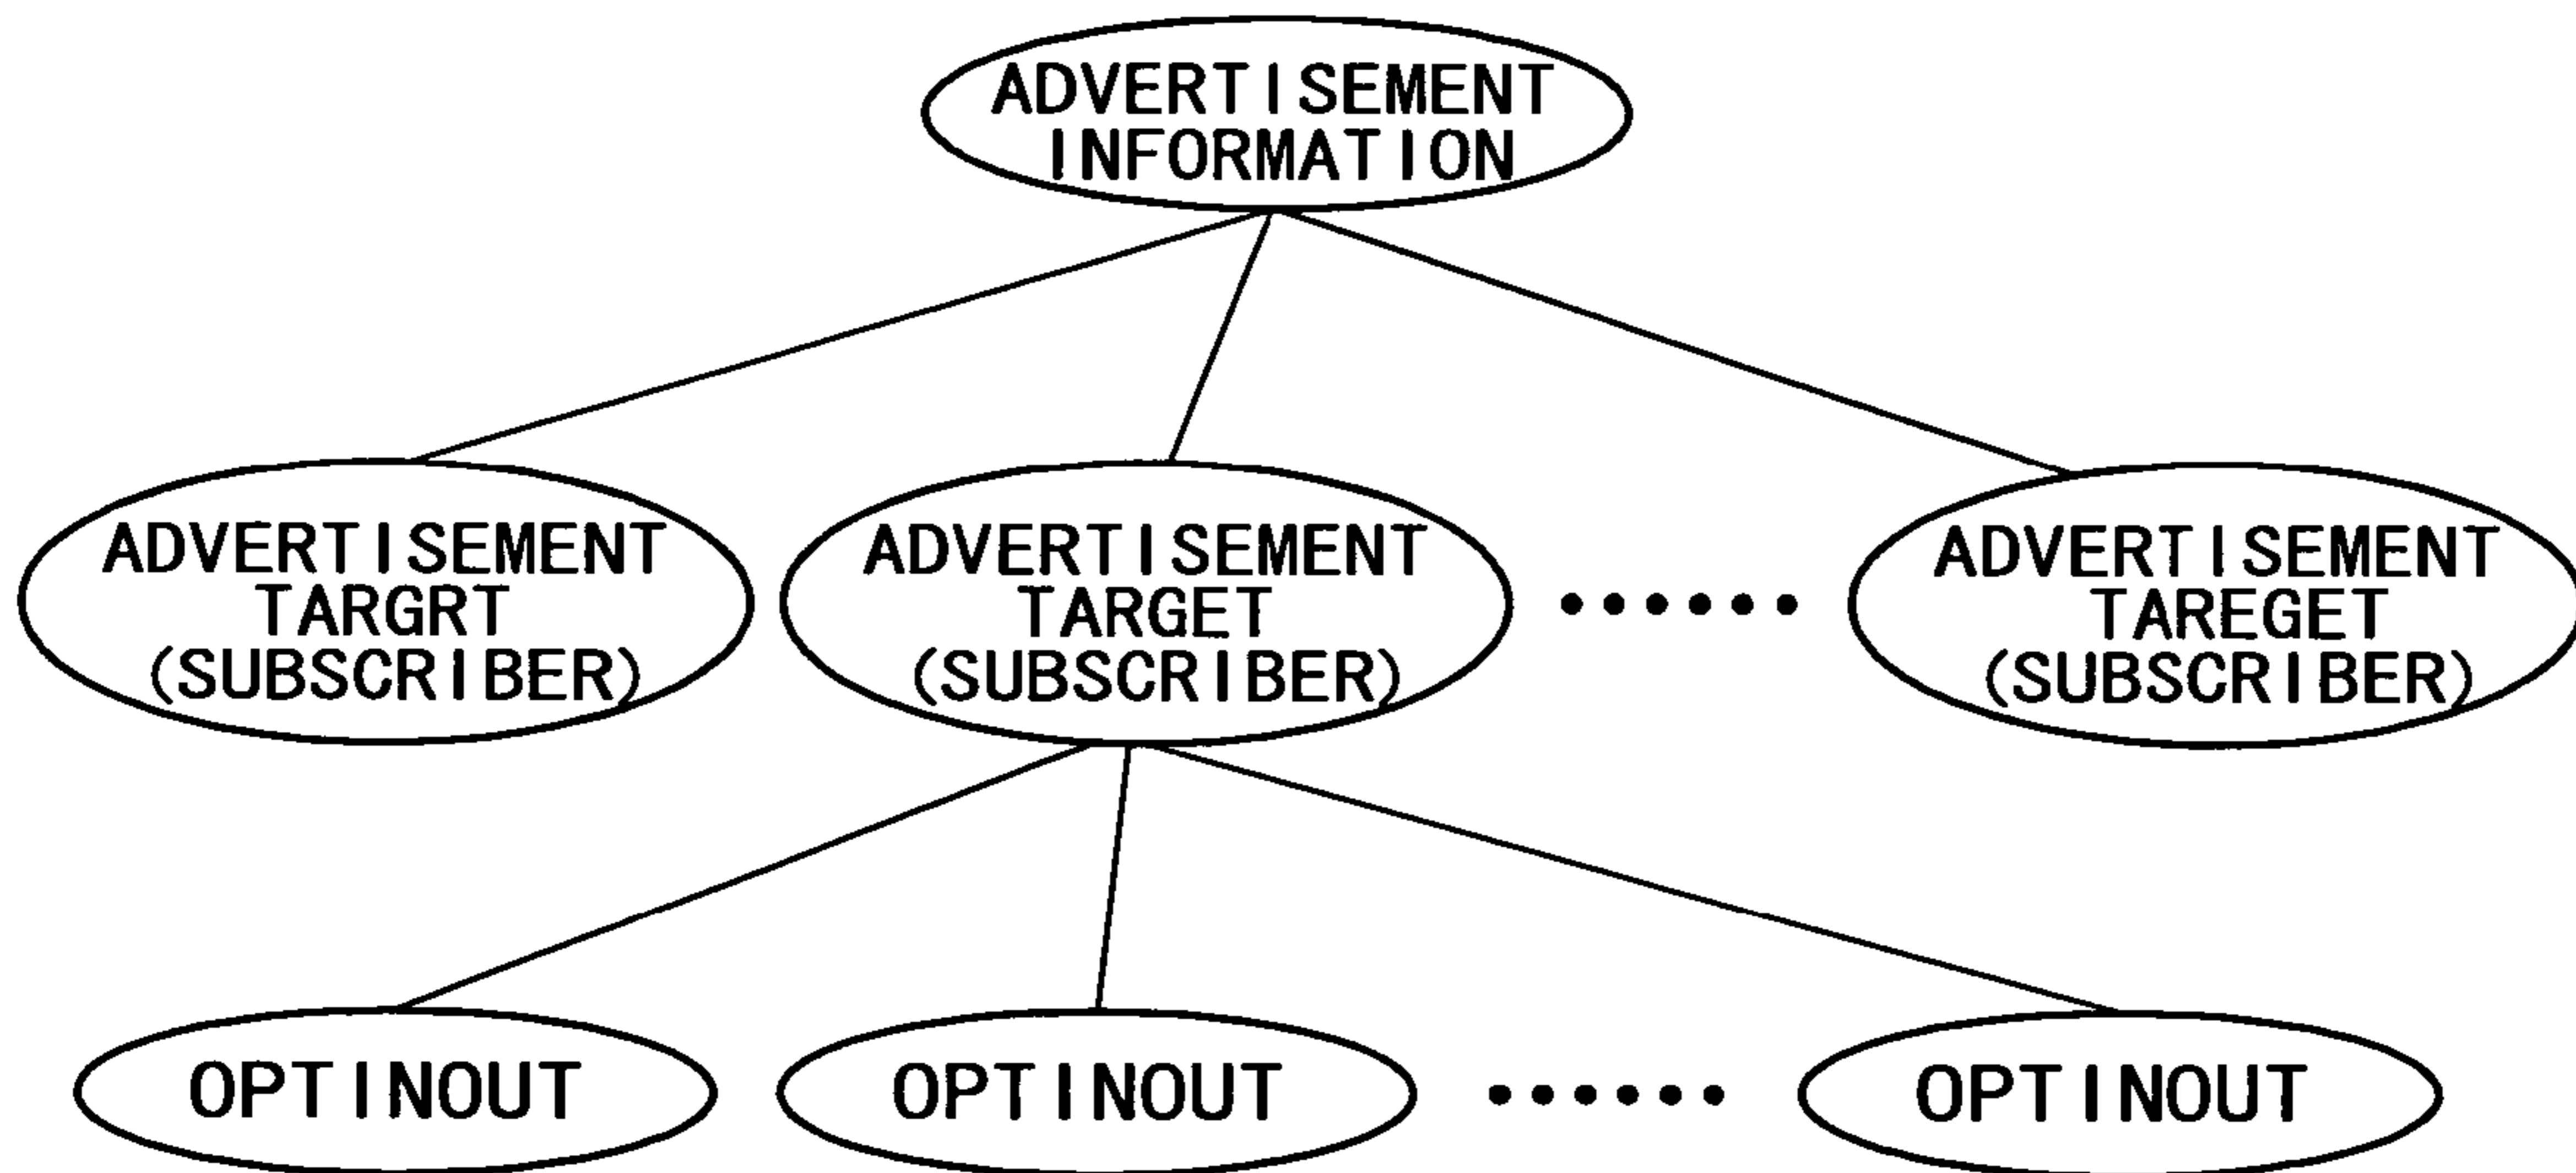 ADVERTISEMENT
INFORMATION
ADVERTISEMENT
TARGRT
(SUBSCRIBER)
ADVERTISEMENT
TARGET
(SUBSCRIBER)
ADVERTISEMENT
TAREGET
(SUBSCRIBER)
OPTINOUT
OPTINOUT
OPTINOUT